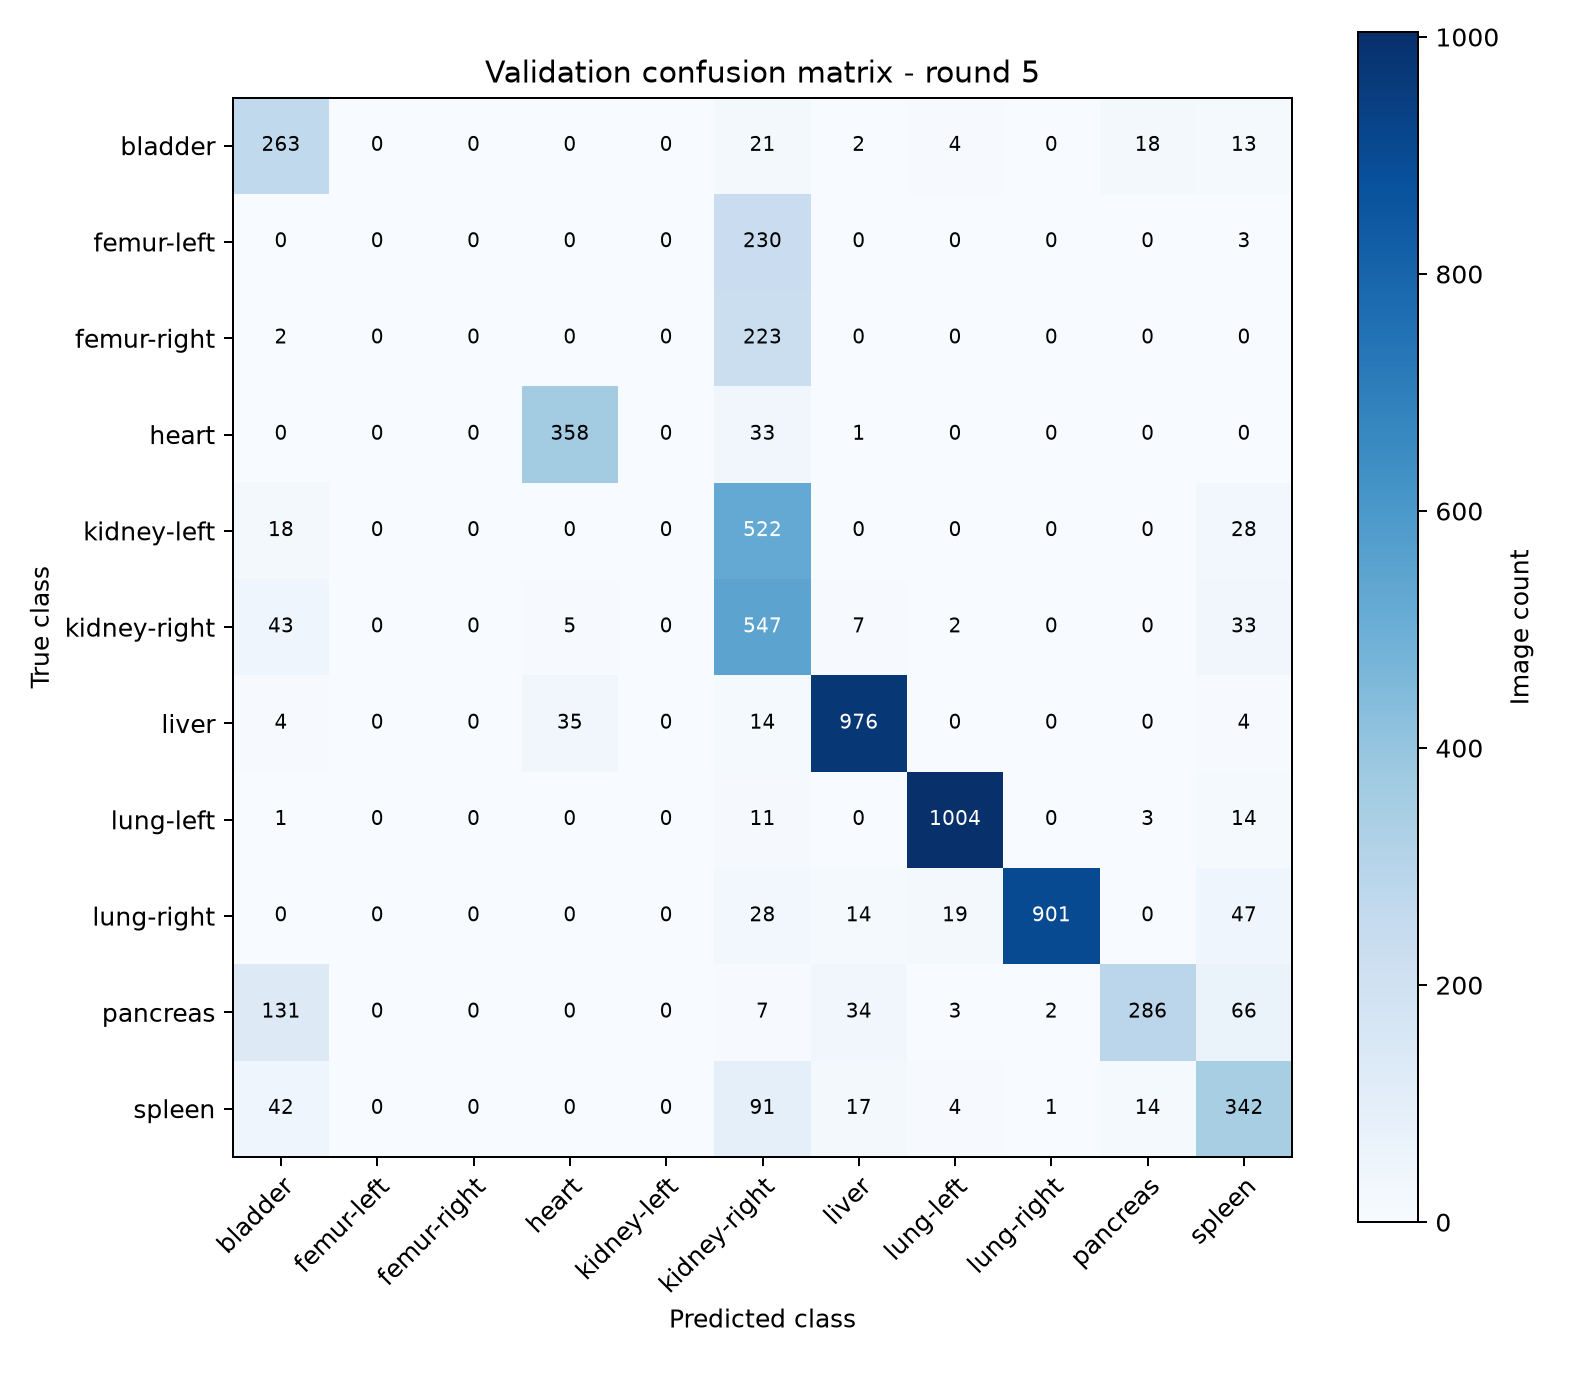 Validation confusion matrix - round 5
bladder 263 0 0 0 0 21 2 4 0 18 13
femur-left 0 0 0 0 0 230 0 0 0 0 3
femur-right 2 0 0 0 0 223 0 0 0 0 0
heart 0 0 0 358 0 33 1 0 0 0 0
kidney-left 18 0 0 0 0 522 0 0 0 0 28
kidney-right 43 0 0 5 0 547 7 2 0 0 33
liver 4 0 0 35 0 14 976 0 0 0 4
lung-left 1 0 0 0 0 11 0 1004 0 3 14
lung-right 0 0 0 0 0 28 14 19 901 0 47
pancreas 131 0 0 0 0 7 34 3 2 286 66
spleen 42 0 0 0 0 91 17 4 1 14 342
bladder femur-left femur-right heart kidney-left kidney-right liver lung-left lung-right pancreas spleen
Predicted class
True class
1000
800
600
400
200
0
Image count